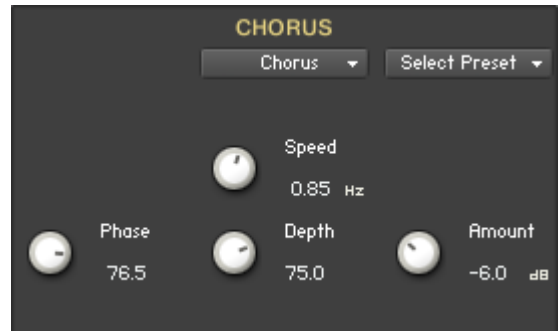 CHORUS
Chorus Select Preset
Speed
0.85 Hz
Phase Depth Amount
76.5 75.0 -6.0 dB